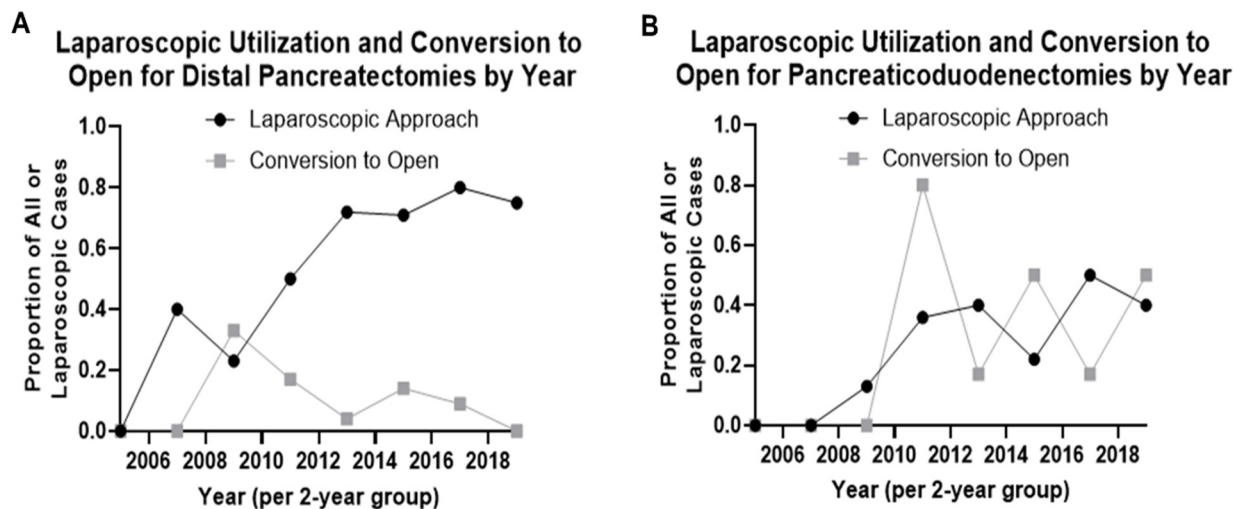 A
Laparoscopic Utilization and Conversion to
Open for Distal Pancreatectomies by Year
Laparoscopic Approach
Conversion to Open
Proportion of All or
Laparoscopic Cases
1.0
0.8
0.6
0.4
0.2
0.0
2006 2008 2010 2012 2014 2016 2018
Year (per 2-year group)
B
Laparoscopic Utilization and Conversion to
Open for Pancreaticoduodenectomies by Year
Laparoscopic Approach
Conversion to Open
Proportion of All or
Laparoscopic Cases
1.0
0.8
0.6
0.4
0.2
0.0
2006 2008 2010 2012 2014 2016 2018
Year (per 2-year group)